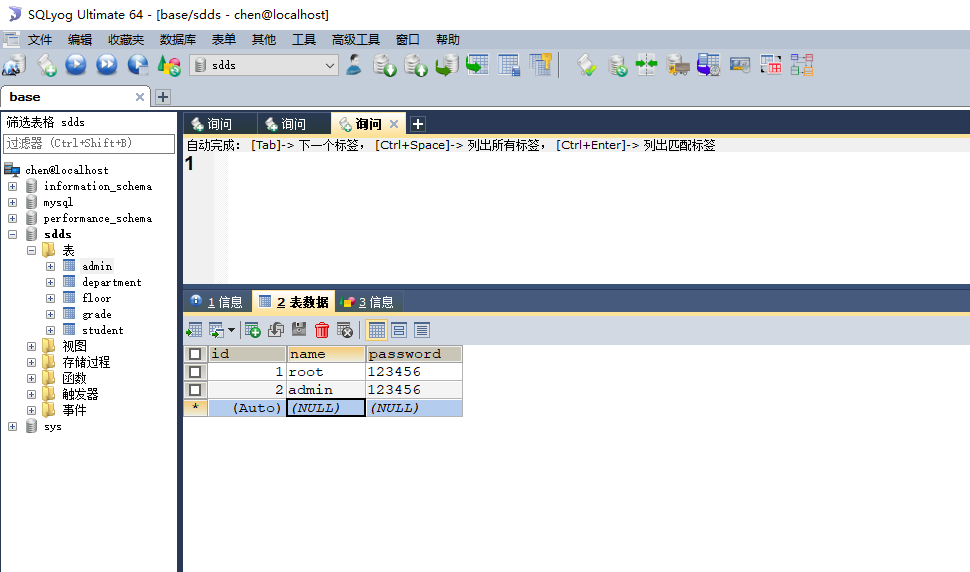 SQLyog Ultimate 64 - [base/sdds - chen@localhost]
文件 编辑 收藏夹 数据库 表单 其他 工具 高级工具 窗口 帮助
sdds
base
筛选表格 sdds
过滤器 (Ctrl+Shift+B)
chen@localhost
information_schema
mysql
performance_schema
sdds
表
admin
department
floor
grade
student
视图
存储过程
函数
触发器
事件
sys
询问 询问 询问
自动完成: [Tab]-> 下一个标签, [Ctrl+Space]-> 列出所有标签, [Ctrl+Enter]-> 列出匹配标签
1
1 信息 2 表数据 3 信息
id name password
1 root 123456
2 admin 123456
* (Auto) (NULL) (NULL)